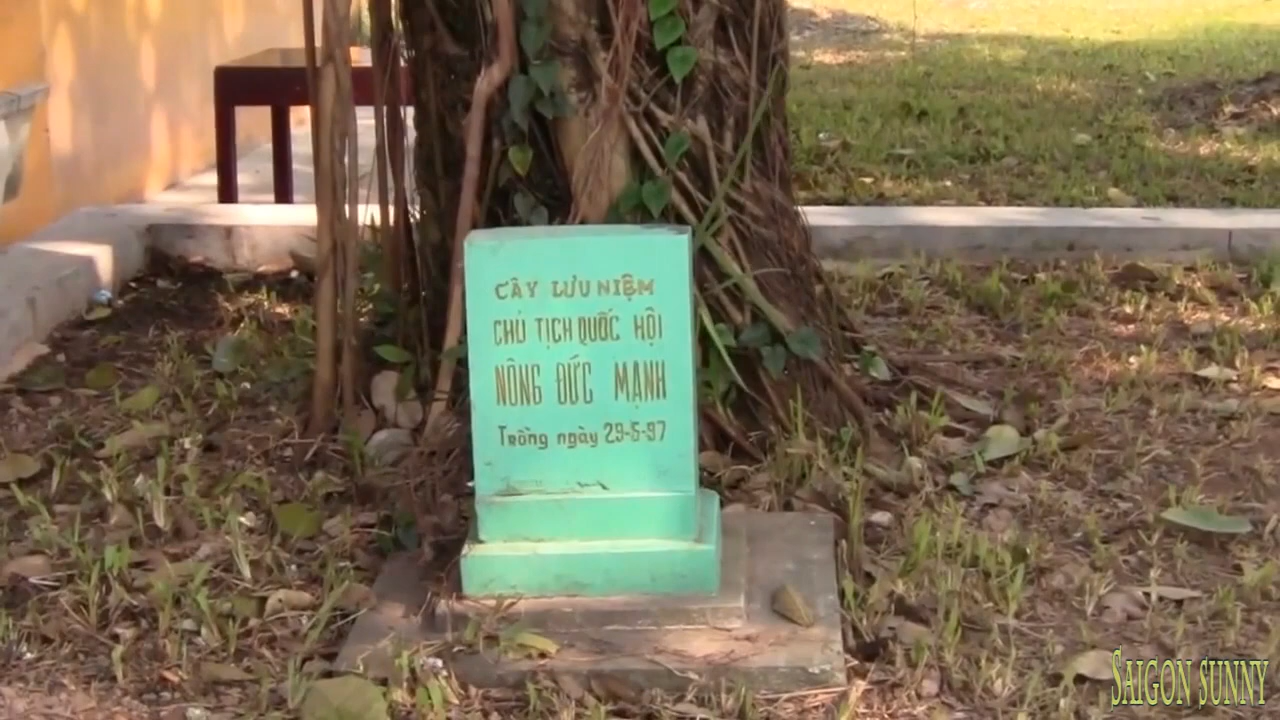 CÂY LƯU NIỆM
CHỦ TỊCH QUỐC HỘI
NÔNG ĐỨC MẠNH
Trồng ngày 29-5-97
SAIGON SUNNY